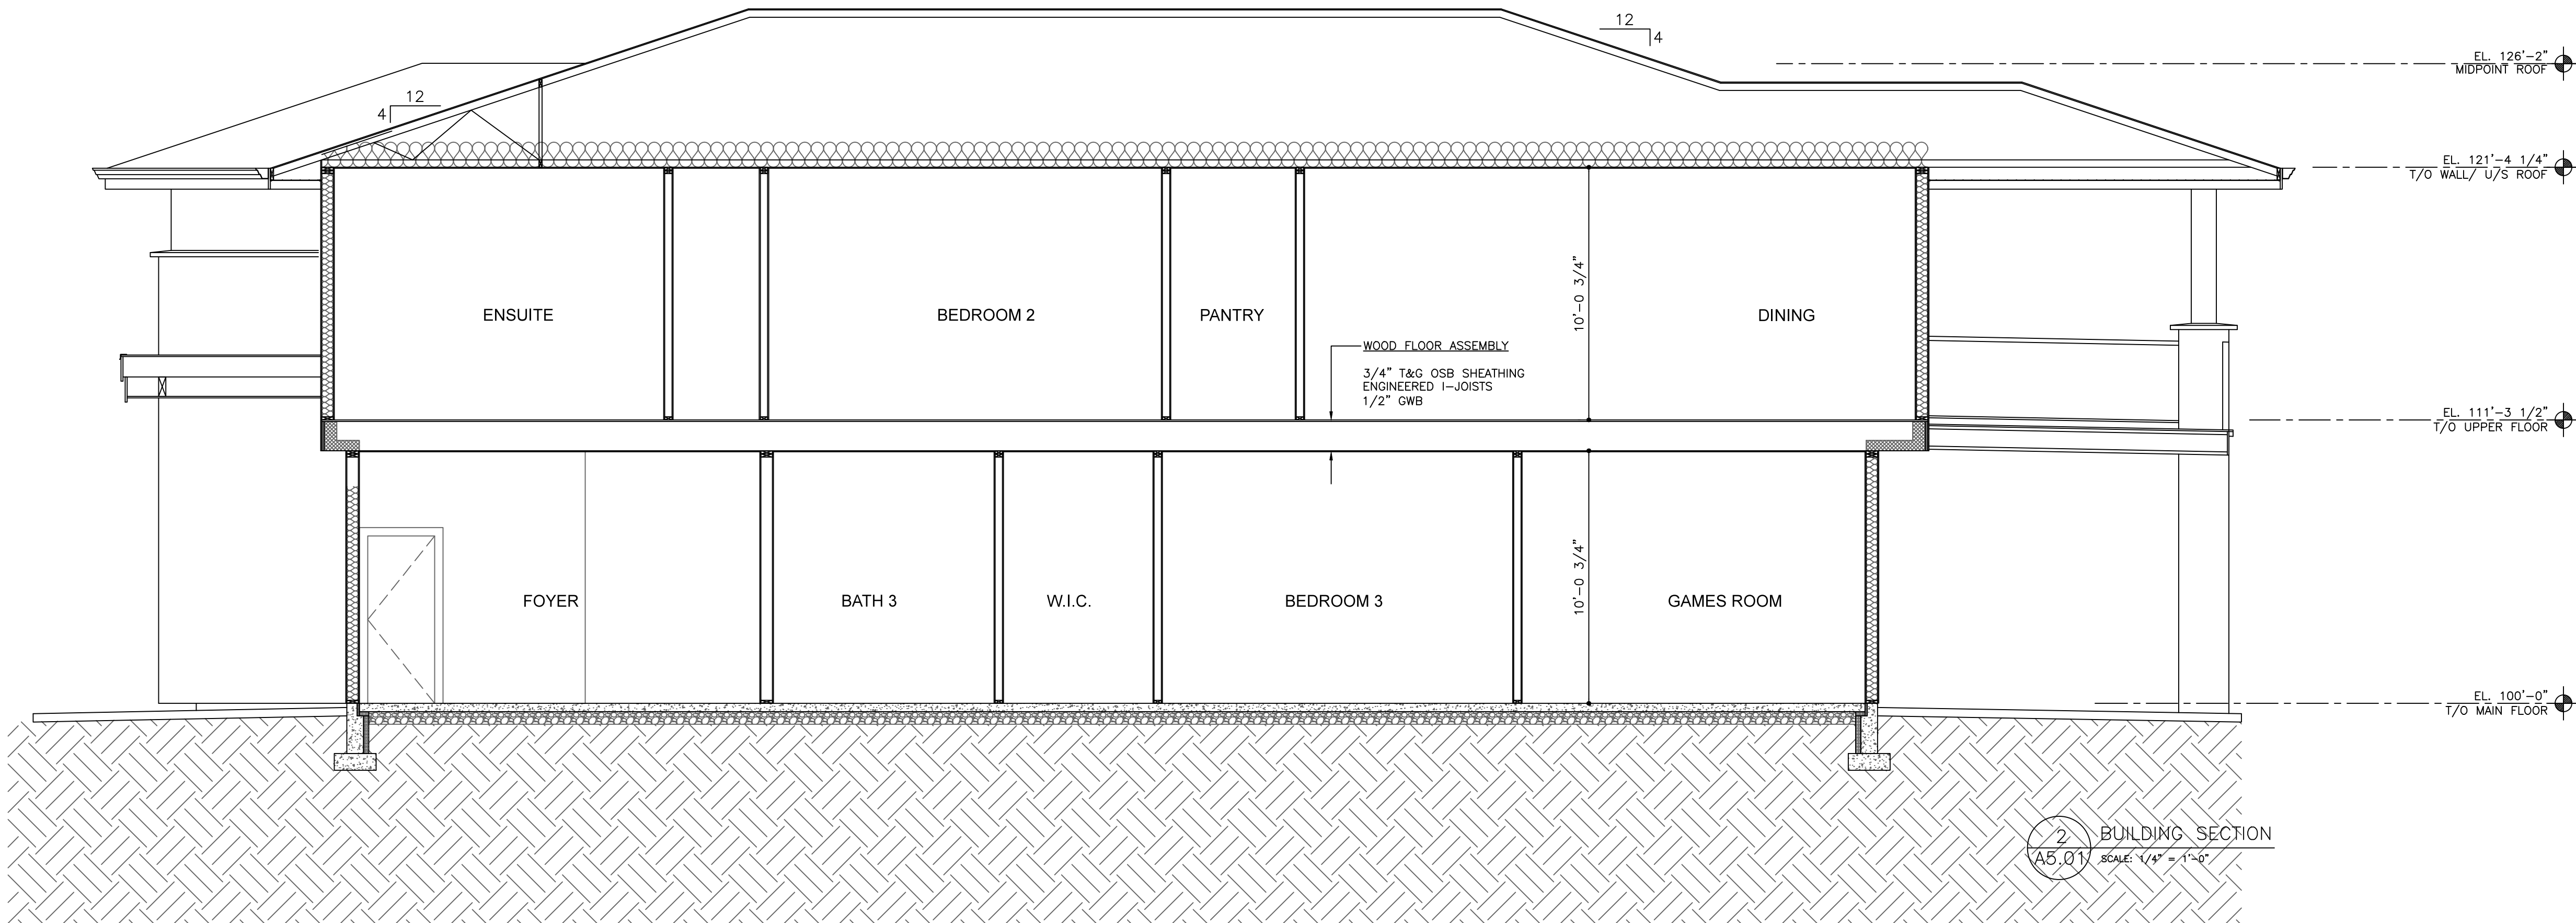 12
4
EL. 126'-2"
MIDPOINT ROOF
12
4
EL. 121'-4 1/4"
T/O WALL/ U/S ROOF
ENSUITE
BEDROOM 2
PANTRY
10'-0 3/4"
DINING
WOOD FLOOR ASSEMBLY
3/4" T&G OSB SHEATHING
ENGINEERED I-JOISTS
1/2" GWB
EL. 111'-3 1/2"
T/O UPPER FLOOR
FOYER
BATH 3
W.I.C.
BEDROOM 3
10'-0 3/4"
GAMES ROOM
EL. 100'-0"
T/O MAIN FLOOR
2
A5.01
BUILDING SECTION
SCALE: 1/4" = 1'-0"